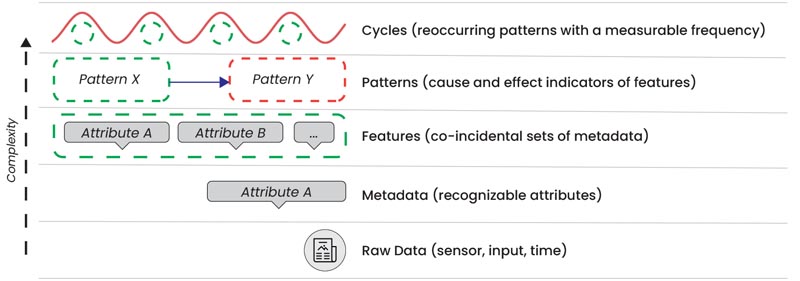 Cycles (reoccurring patterns with a measurable frequency)
Pattern X
Pattern Y
Patterns (cause and effect indicators of features)
Attribute A
Attribute B
...
Features (co-incidental sets of metadata)
Attribute A
Metadata (recognizable attributes)
Raw Data (sensor, input, time)
Complexity